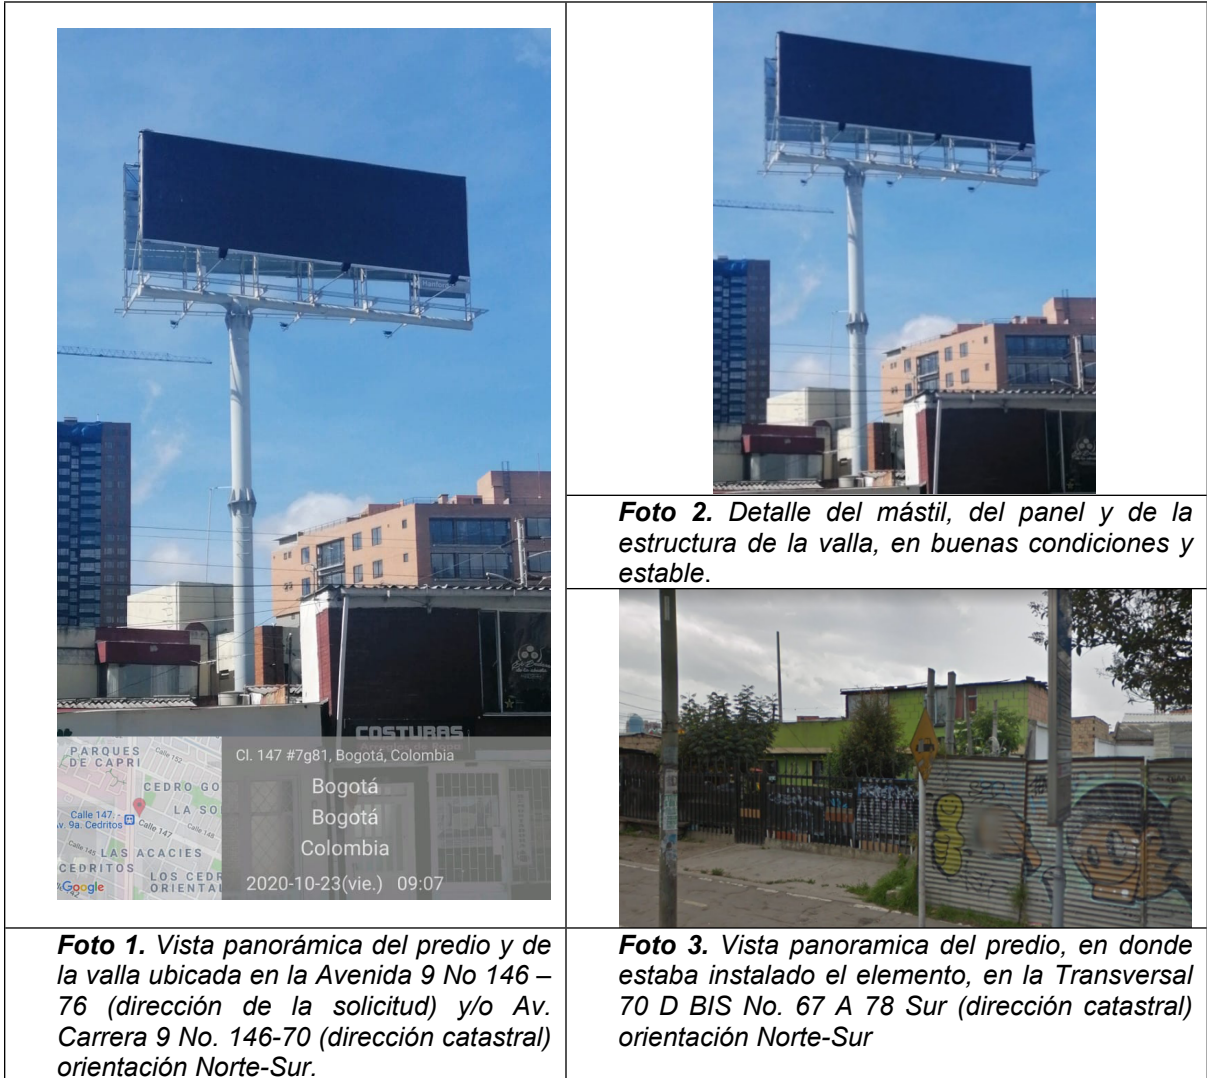 Hanford
COSTURAS
PARQUES
DE CAPRI
Calle 152
CEDRO GO
LA SO
Calle 147 -
Av. 9a. Cedritos
Calle 147
Calle 148
Calle 145
LAS ACACIES
CEDRITOS
LOS CEDR
ORIENTAL
Google
Cl. 147 #7g81, Bogotá, Colombia
Bogotá
Bogotá
Colombia
2020-10-23(vie.) 09:07
Foto 1. Vista panorámica del predio y de
la valla ubicada en la Avenida 9 No 146 –
76 (dirección de la solicitud) y/o Av.
Carrera 9 No. 146-70 (dirección catastral)
orientación Norte-Sur.
Foto 2. Detalle del mástil, del panel y de la
estructura de la valla, en buenas condiciones y
estable.
Foto 3. Vista panoramica del predio, en donde
estaba instalado el elemento, en la Transversal
70 D BIS No. 67 A 78 Sur (dirección catastral)
orientación Norte-Sur